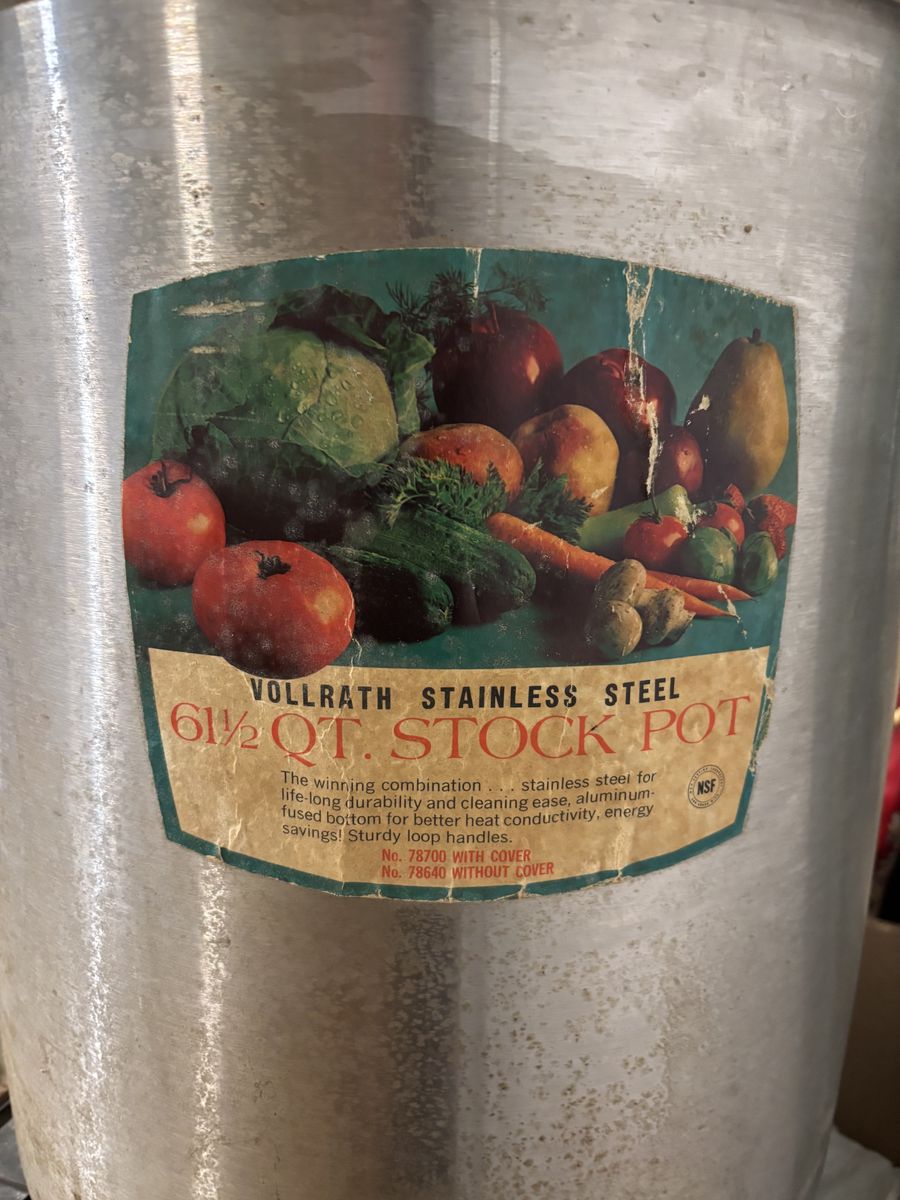 VOLLRATH STAINLESS STEEL
61½ QT. STOCK POT
The winning combination . . . stainless steel for
life-long durability and cleaning ease, aluminum-
fused bottom for better heat conductivity, energy
savings! Sturdy loop handles.
NSF
No. 78700 WITH COVER
No. 78640 WITHOUT COVER